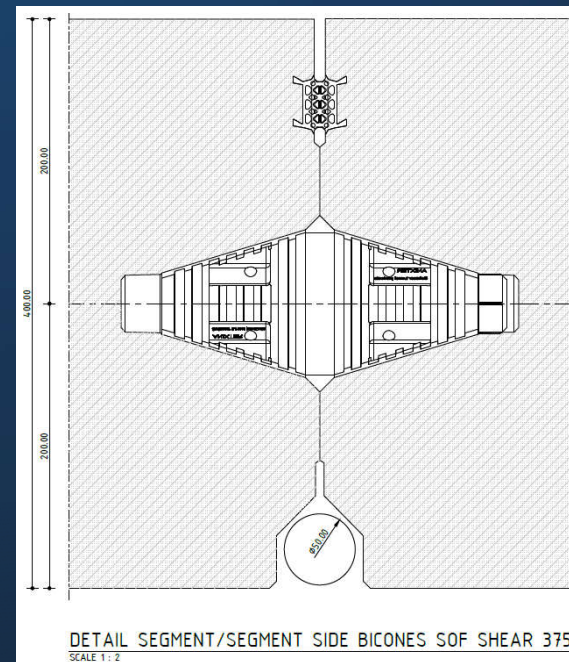 200.00
400.00
200.00
Ø50.00
DETAIL SEGMENT/SEGMENT SIDE BICONES SOF SHEAR 375
SCALE 1 : 2